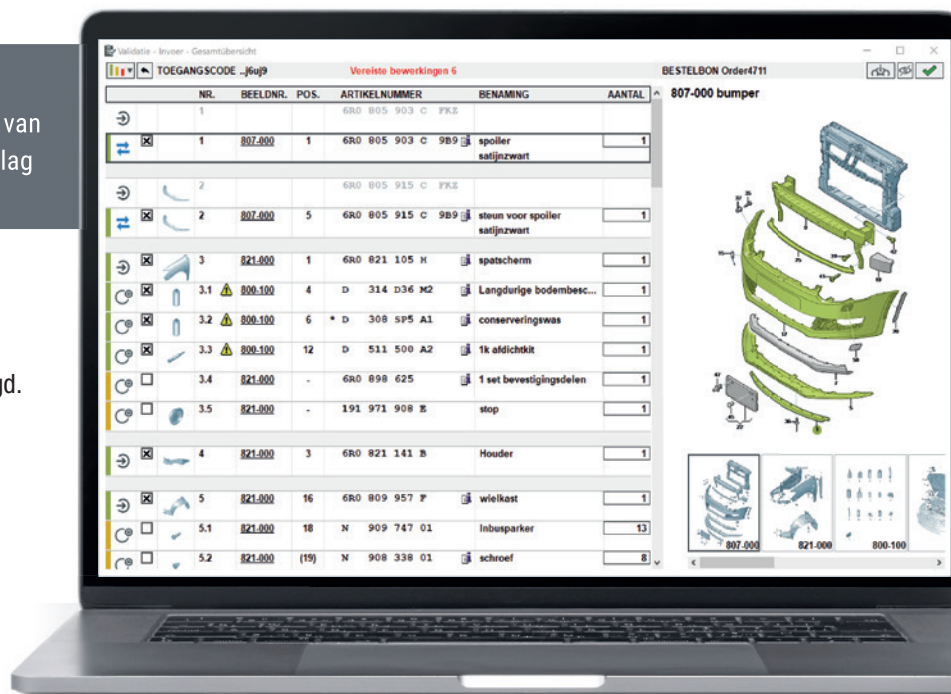 van
lag
gd.
Validatie - Invoer - Gesamtübersicht
TOEGANGSCODE ..j6uj9 Vereiste bewerkingen 6 BESTELBON Order4711
NR. BEELDNR. POS. ARTIKELNUMMER BENAMING AANTAL
807-000 bumper
1 6R0 805 903 C FKZ
1 807-000 1 6R0 805 903 C 9B9 spoiler 1
satijnzwart
2 6R0 805 915 C FKZ
2 807-000 5 6R0 805 915 C 9B9 steun voor spoiler 1
satijnzwart
3 821-000 1 6R0 821 105 H spatscherm 1
3.1 800-100 4 D 314 D36 M2 Langdurige bodembesc... 1
3.2 800-100 6 * D 308 SP5 A1 conserveringswas 1
3.3 800-100 12 D 511 500 A2 1k afdichtkit 1
3.4 821-000 - 6R0 898 625 1 set bevestigingsdelen 1
3.5 821-000 - 191 971 908 E stop 1
4 821-000 3 6R0 821 141 B Houder 1
5 821-000 16 6R0 809 957 F wielkast 1
5.1 821-000 18 N 909 747 01 Inbusparker 13
5.2 821-000 (19) N 908 338 01 schroef 8
807-000 821-000 800-100